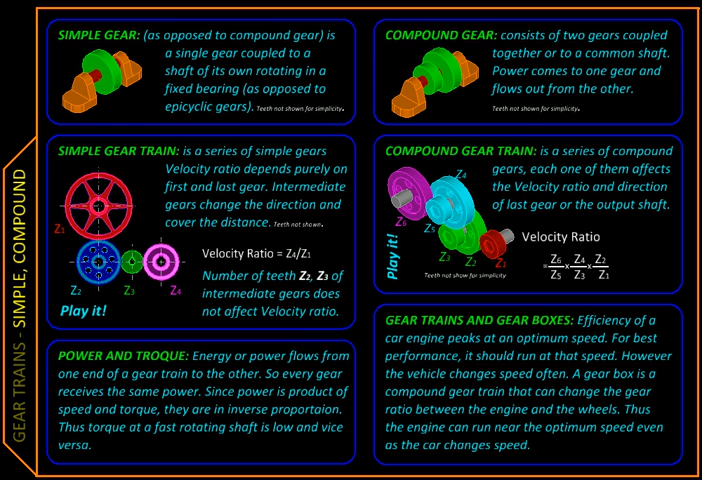 GEAR TRAINS - SIMPLE, COMPOUND
SIMPLE GEAR: (as opposed to compound gear) is
a single gear coupled to a
shaft of its own rotating in a
fixed bearing (as opposed to
epicyclic gears). Teeth not shown for simplicity.
COMPOUND GEAR: consists of two gears coupled
together or to a common shaft.
Power comes to one gear and
flows out from the other.
Teeth not shown for simplicity.
SIMPLE GEAR TRAIN: is a series of simple gears
Velocity ratio depends purely on
first and last gear. Intermediate
gears change the direction and
cover the distance. Teeth not shown.
Z1
Z2
Z3
Z4
Velocity Ratio = Z4/Z1
Number of teeth Z2, Z3 of
intermediate gears does
not affect Velocity ratio.
Play it!
COMPOUND GEAR TRAIN: is a series of compound
gears, each one of them affects
the Velocity ratio and direction
of last gear or the output shaft.
Z4
Z6
Z5
Z3
Z2
Z1
Play it!
Teeth not show for simplicity
Velocity Ratio
=Z6/Z5 x Z4/Z3 x Z2/Z1
POWER AND TROQUE: Energy or power flows from
one end of a gear train to the other. So every gear
receives the same power. Since power is product of
speed and torque, they are in inverse proportaion.
Thus torque at a fast rotating shaft is low and vice
versa.
GEAR TRAINS AND GEAR BOXES: Efficiency of a
car engine peaks at an optimum speed. For best
performance, it should run at that speed. However
the vehicle changes speed often. A gear box is a
compound gear train that can change the gear
ratio between the engine and the wheels. Thus
the engine can run near the optimum speed even
as the car changes speed.